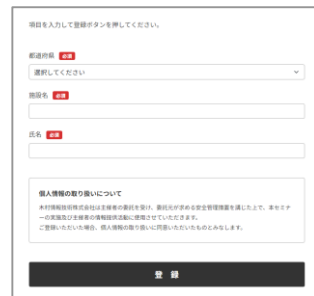 項目を入力して登録ボタンを押してください。
都道府県 必須
選択してください
施設名 必須
氏名 必須
個人情報の取り扱いについて
木村情報技術株式会社は主催者の委託を受け、委託元が求める安全管理措置を講じた上で、本セミナ
ーの実施及び主催者の情報提供活動に使用させていただきます。
ご登録いただいた場合、個人情報の取り扱いに同意いただいたものとみなします。
登 録